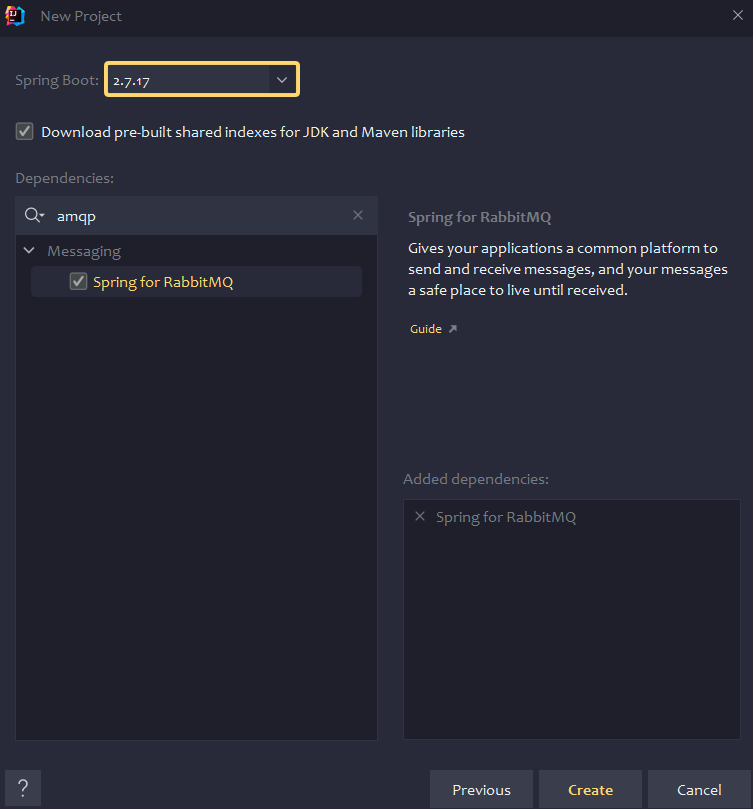 New Project
Spring Boot: 2.7.17
Download pre-built shared indexes for JDK and Maven libraries
Dependencies:
amqp
Messaging
Spring for RabbitMQ
Spring for RabbitMQ
Gives your applications a common platform to
send and receive messages, and your messages
a safe place to live until received.
Guide
Added dependencies:
Spring for RabbitMQ
?
Previous
Create
Cancel